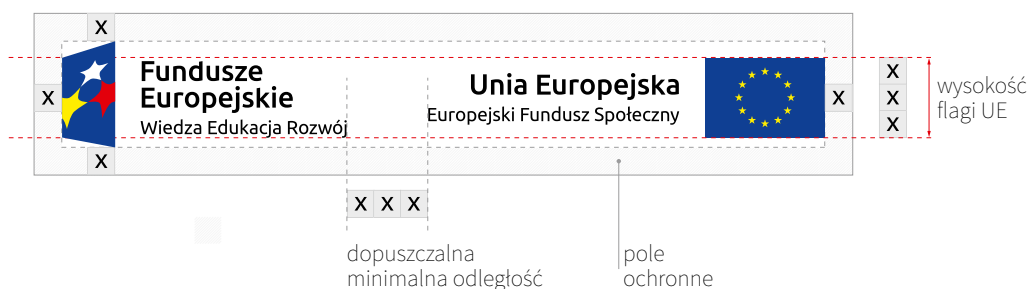 X
Fundusze
Europejskie
Wiedza Edukacja Rozwój
Unia Europejska
Europejski Fundusz Społeczny
X
X
X
X
X
wysokość
flagi UE
X
X X X
dopuszczalna
minimalna odległość
pole
ochronne